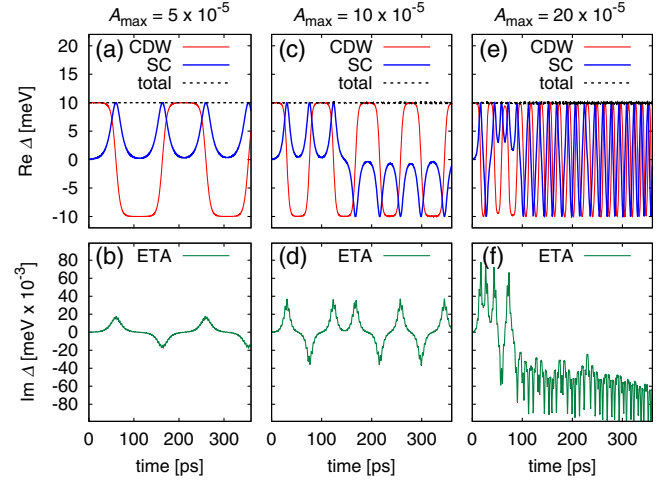 A_max = 5 x 10^-5 A_max = 10 x 10^-5 A_max = 20 x 10^-5
(a) CDW (c) CDW (e) CDW
SC SC SC
total total total
Re Δ [meV]
20
15
10
5
0
-5
-10
(b) ETA (d) ETA (f) ETA
Im Δ [meV x 10^-3]
80
60
40
20
0
-20
-40
-60
-80
0 100 200 300 0 100 200 300 0 100 200 300
time [ps] time [ps] time [ps]